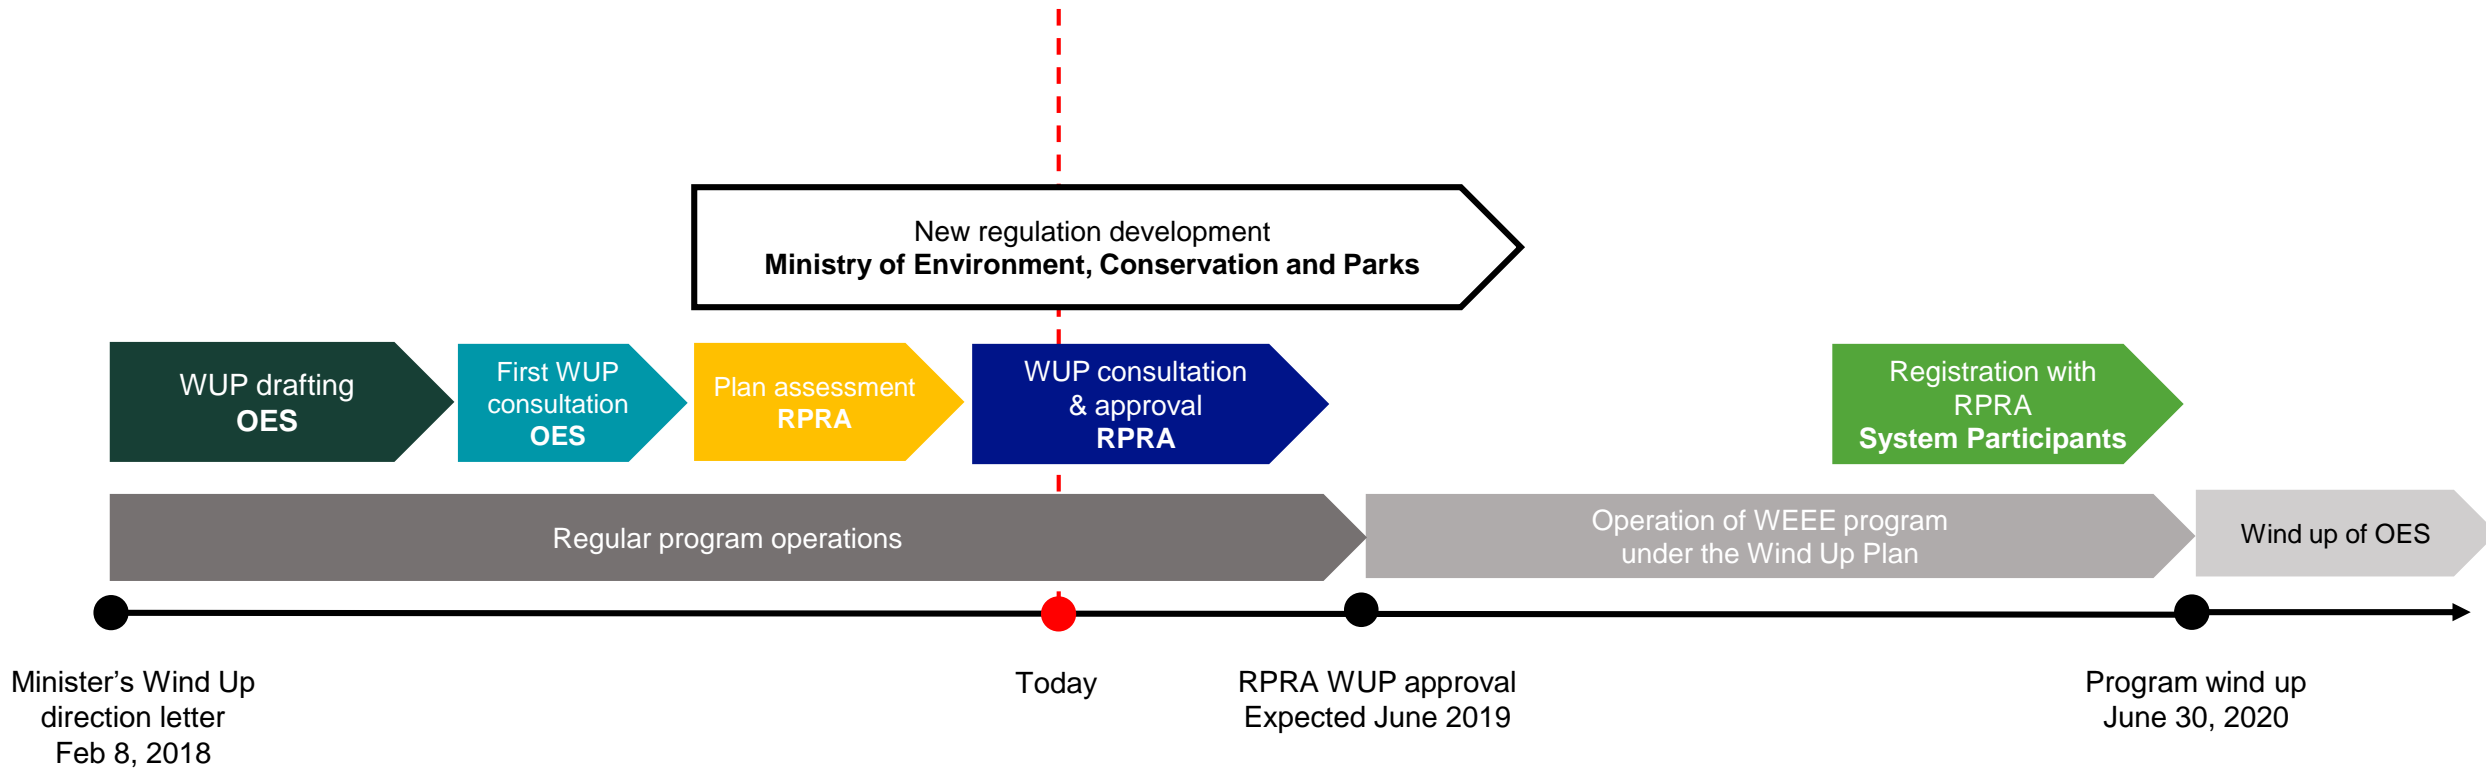 New regulation development
Ministry of Environment, Conservation and Parks
WUP drafting
OES
First WUP
consultation
OES
Plan assessment
RPRA
WUP consultation
& approval
RPRA
Registration with
RPRA
System Participants
Regular program operations
Operation of WEEE program
under the Wind Up Plan
Wind up of OES
Minister’s Wind Up
direction letter
Feb 8, 2018
Today
RPRA WUP approval
Expected June 2019
Program wind up
June 30, 2020